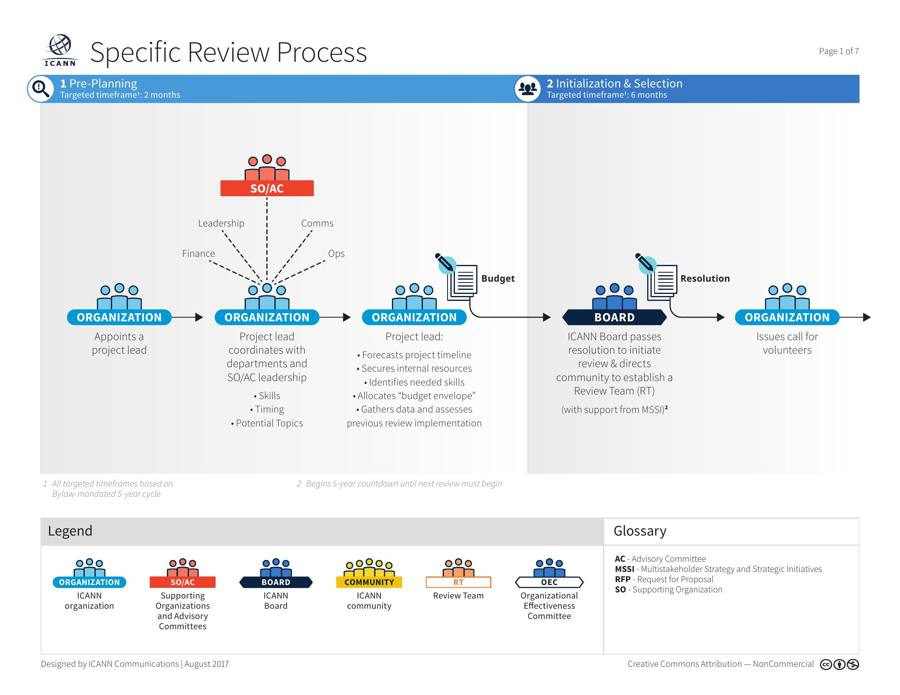 ICANN
Specific Review Process
Page 1 of 7
1 Pre-Planning
Targeted timeframe¹: 2 months
2 Initialization & Selection
Targeted timeframe¹: 6 months
SO/AC
Leadership
Comms
Finance
Ops
Budget
Resolution
ORGANIZATION
Appoints a
project lead
ORGANIZATION
Project lead
coordinates with
departments and
SO/AC leadership
• Skills
• Timing
• Potential Topics
ORGANIZATION
Project lead:
• Forecasts project timeline
• Secures internal resources
• Identifies needed skills
• Allocates “budget envelope”
• Gathers data and assesses
previous review implementation
BOARD
ICANN Board passes
resolution to initiate
review & directs
community to establish a
Review Team (RT)
(with support from MSSI)²
ORGANIZATION
Issues call for
volunteers
1 All targeted timeframes based on
Bylaw-mandated 5-year cycle
2 Begins 5-year countdown until next review must begin
Legend
ORGANIZATION
ICANN
organization
SO/AC
Supporting
Organizations
and Advisory
Committees
BOARD
ICANN
Board
COMMUNITY
ICANN
community
RT
Review Team
OEC
Organizational
Effectiveness
Committee
Glossary
AC - Advisory Committee
MSSI - Multistakeholder Strategy and Strategic Initiatives
RFP - Request for Proposal
SO - Supporting Organization
Designed by ICANN Communications | August 2017
Creative Commons Attribution — NonCommercial